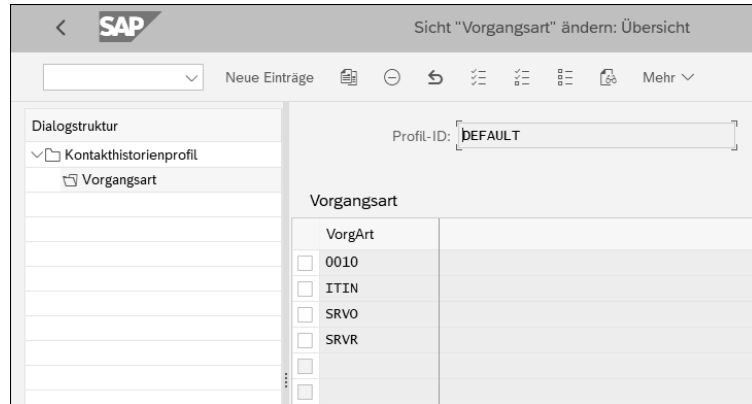 SAP
Sicht "Vorgangsart" ändern: Übersicht
Neue Einträge Mehr
Dialogstruktur
Kontakthistorienprofil
Vorgangsart
Profil-ID: DEFAULT
Vorgangsart
VorgArt
0010
ITIN
SRVO
SRVR